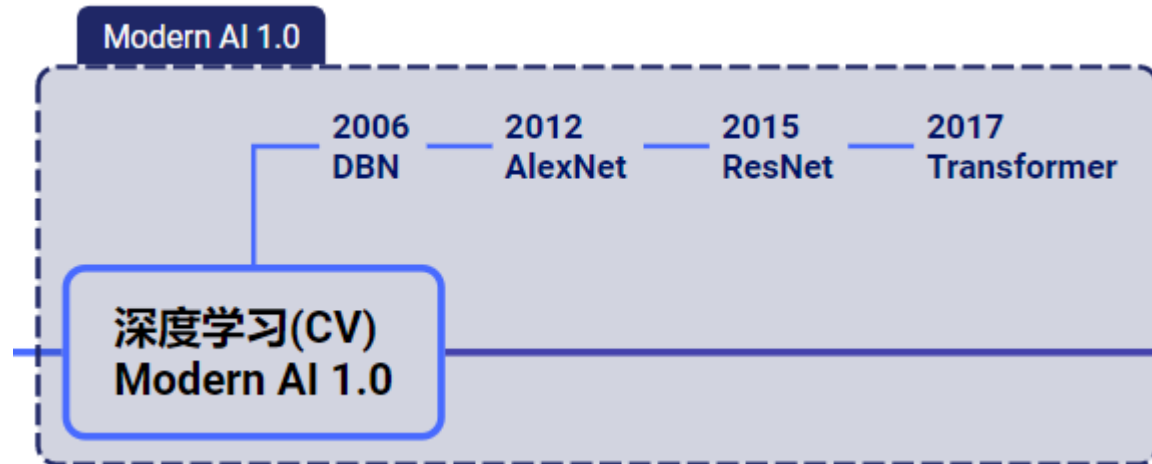 Modern AI 1.0
2006
DBN
2012
AlexNet
2015
ResNet
2017
Transformer
深度学习(CV)
Modern AI 1.0